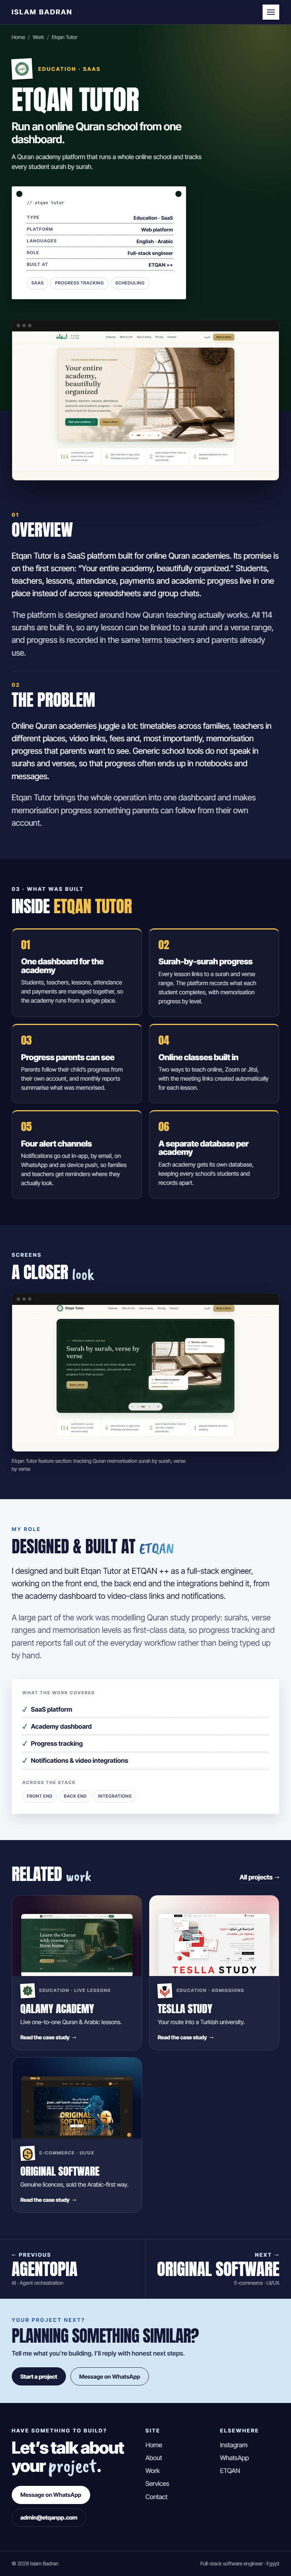 ISLAM BADRAN
Home / Work / Etqan Tutor
EDUCATION · SAAS
ETQAN TUTOR
Run an online Quran school from one
dashboard.
A Quran academy platform that runs a whole online school and tracks
every student surah by surah.
// etqan tutor
TYPE Education · SaaS
PLATFORM Web platform
LANGUAGES English · Arabic
ROLE Full-stack engineer
BUILT AT ETQAN ++
SAAS PROGRESS TRACKING SCHEDULING
Your entire
academy,
beautifully
organized
114 4 2 1
01
OVERVIEW
Etqan Tutor is a SaaS platform built for online Quran academies. Its promise is
on the first screen: “Your entire academy, beautifully organized.” Students,
teachers, lessons, attendance, payments and academic progress live in one
place instead of across spreadsheets and group chats.
The platform is designed around how Quran teaching actually works. All 114
surahs are built in, so any lesson can be linked to a surah and a verse range,
and progress is recorded in the same terms teachers and parents already
use.
02
THE PROBLEM
Online Quran academies juggle a lot: timetables across families, teachers in
different places, video links, fees and, most importantly, memorisation
progress that parents want to see. Generic school tools do not speak in
surahs and verses, so that progress often ends up in notebooks and
messages.
Etqan Tutor brings the whole operation into one dashboard and makes
memorisation progress something parents can follow from their own
account.
03 · WHAT WAS BUILT
INSIDE ETQAN TUTOR
01
One dashboard for the
academy
Students, teachers, lessons, attendance
and payments are managed together, so
the academy runs from a single place.
02
Surah-by-surah progress
Every lesson links to a surah and verse
range. The platform records what each
student completes, with memorisation
progress by level.
03
Progress parents can see
Parents follow their child's progress from
their own account, and monthly reports
summarise what was memorised.
04
Online classes built in
Two ways to teach online, Zoom or Jitsi,
with the meeting links created automatically
for each lesson.
05
Four alert channels
Notifications go out in-app, by email, on
WhatsApp and as device push, so families
and teachers get reminders where they
actually look.
06
A separate database per
academy
Each academy gets its own database,
keeping every school's students and
records apart.
SCREENS
A CLOSER look
Etqan Tutor
Surah by surah, verse by
verse
114 4 2 1
Etqan Tutor feature section: tracking Quran memorisation surah by surah, verse
by verse
MY ROLE
DESIGNED & BUILT AT ETQAN
I designed and built Etqan Tutor at ETQAN ++ as a full-stack engineer,
working on the front end, the back end and the integrations behind it, from
the academy dashboard to video-class links and notifications.
A large part of the work was modelling Quran study properly: surahs, verse
ranges and memorisation levels as first-class data, so progress tracking and
parent reports fall out of the everyday workflow rather than being typed up
by hand.
WHAT THE WORK COVERED
✓ SaaS platform
✓ Academy dashboard
✓ Progress tracking
✓ Notifications & video integrations
ACROSS THE STACK
FRONT END BACK END INTEGRATIONS
RELATED work
All projects →
Learn the Quran
with mastery
from home
EDUCATION · LIVE LESSONS
QALAMY ACADEMY
Live one-to-one Quran & Arabic lessons.
Read the case study →
TESLLA STUDY
EDUCATION · ADMISSIONS
TESLLA STUDY
Your route into a Turkish university.
Read the case study →
ORIGINAL
SOFTWARE
E-COMMERCE · UI/UX
ORIGINAL SOFTWARE
Genuine licences, sold the Arabic-first way.
Read the case study →
← PREVIOUS
AGENTOPIA
AI · Agent orchestration
NEXT →
ORIGINAL SOFTWARE
E-commerce · UI/UX
YOUR PROJECT NEXT?
PLANNING SOMETHING SIMILAR?
Tell me what you're building. I'll reply with honest next steps.
Start a project Message on WhatsApp
HAVE SOMETHING TO BUILD?
Let's talk about
your project.
Message on WhatsApp
admin@etqanpp.com
SITE
Home
About
Work
Services
Contact
ELSEWHERE
Instagram
WhatsApp
ETQAN
© 2026 Islam Badran
Full-stack software engineer · Egypt